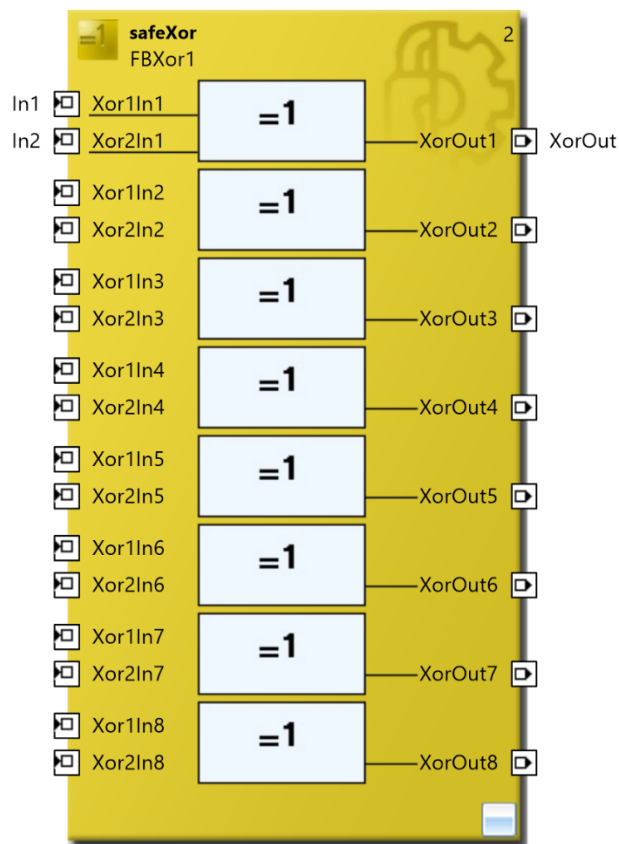 =1 safeXor 2
FBXor1
In1 Xor1In1 =1
In2 Xor2In1 XorOut1 XorOut
Xor1In2 =1
Xor2In2 XorOut2
Xor1In3 =1
Xor2In3 XorOut3
Xor1In4 =1
Xor2In4 XorOut4
Xor1In5 =1
Xor2In5 XorOut5
Xor1In6 =1
Xor2In6 XorOut6
Xor1In7 =1
Xor2In7 XorOut7
Xor1In8 =1
Xor2In8 XorOut8